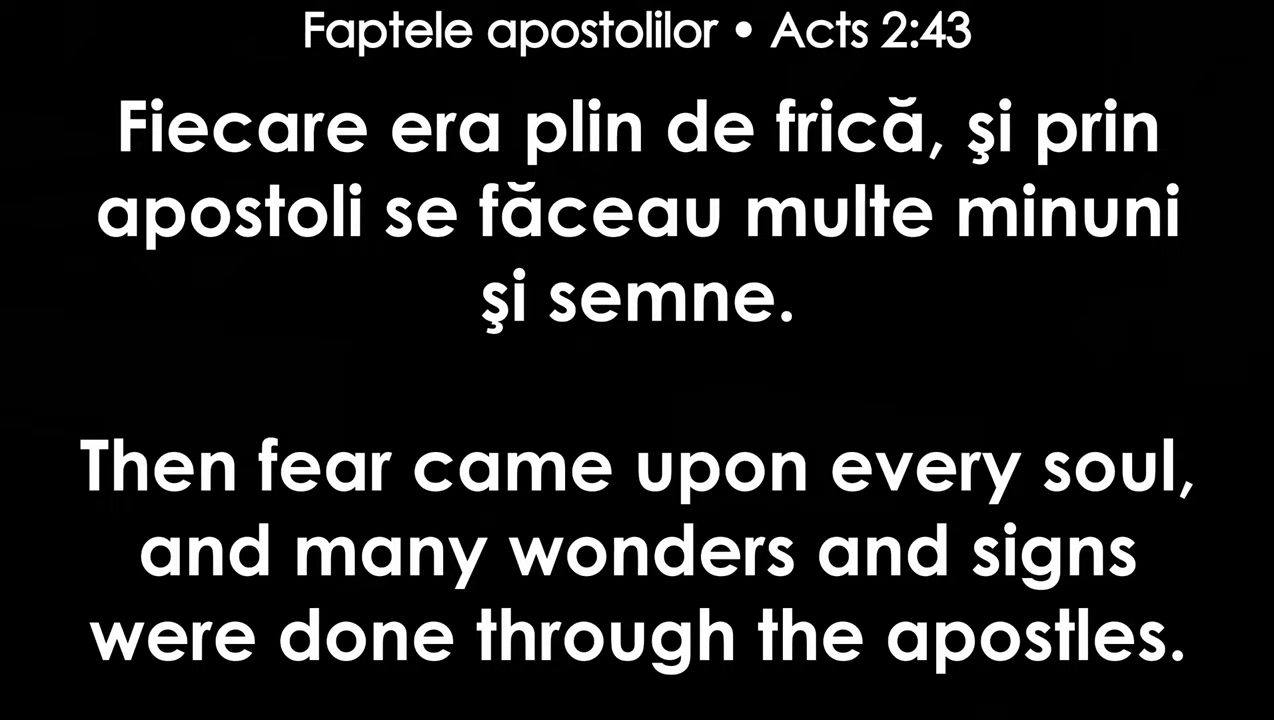 Faptele apostolilor • Acts 2:43
Fiecare era plin de frică, şi prin
apostoli se făceau multe minuni
şi semne.
Then fear came upon every soul,
and many wonders and signs
were done through the apostles.